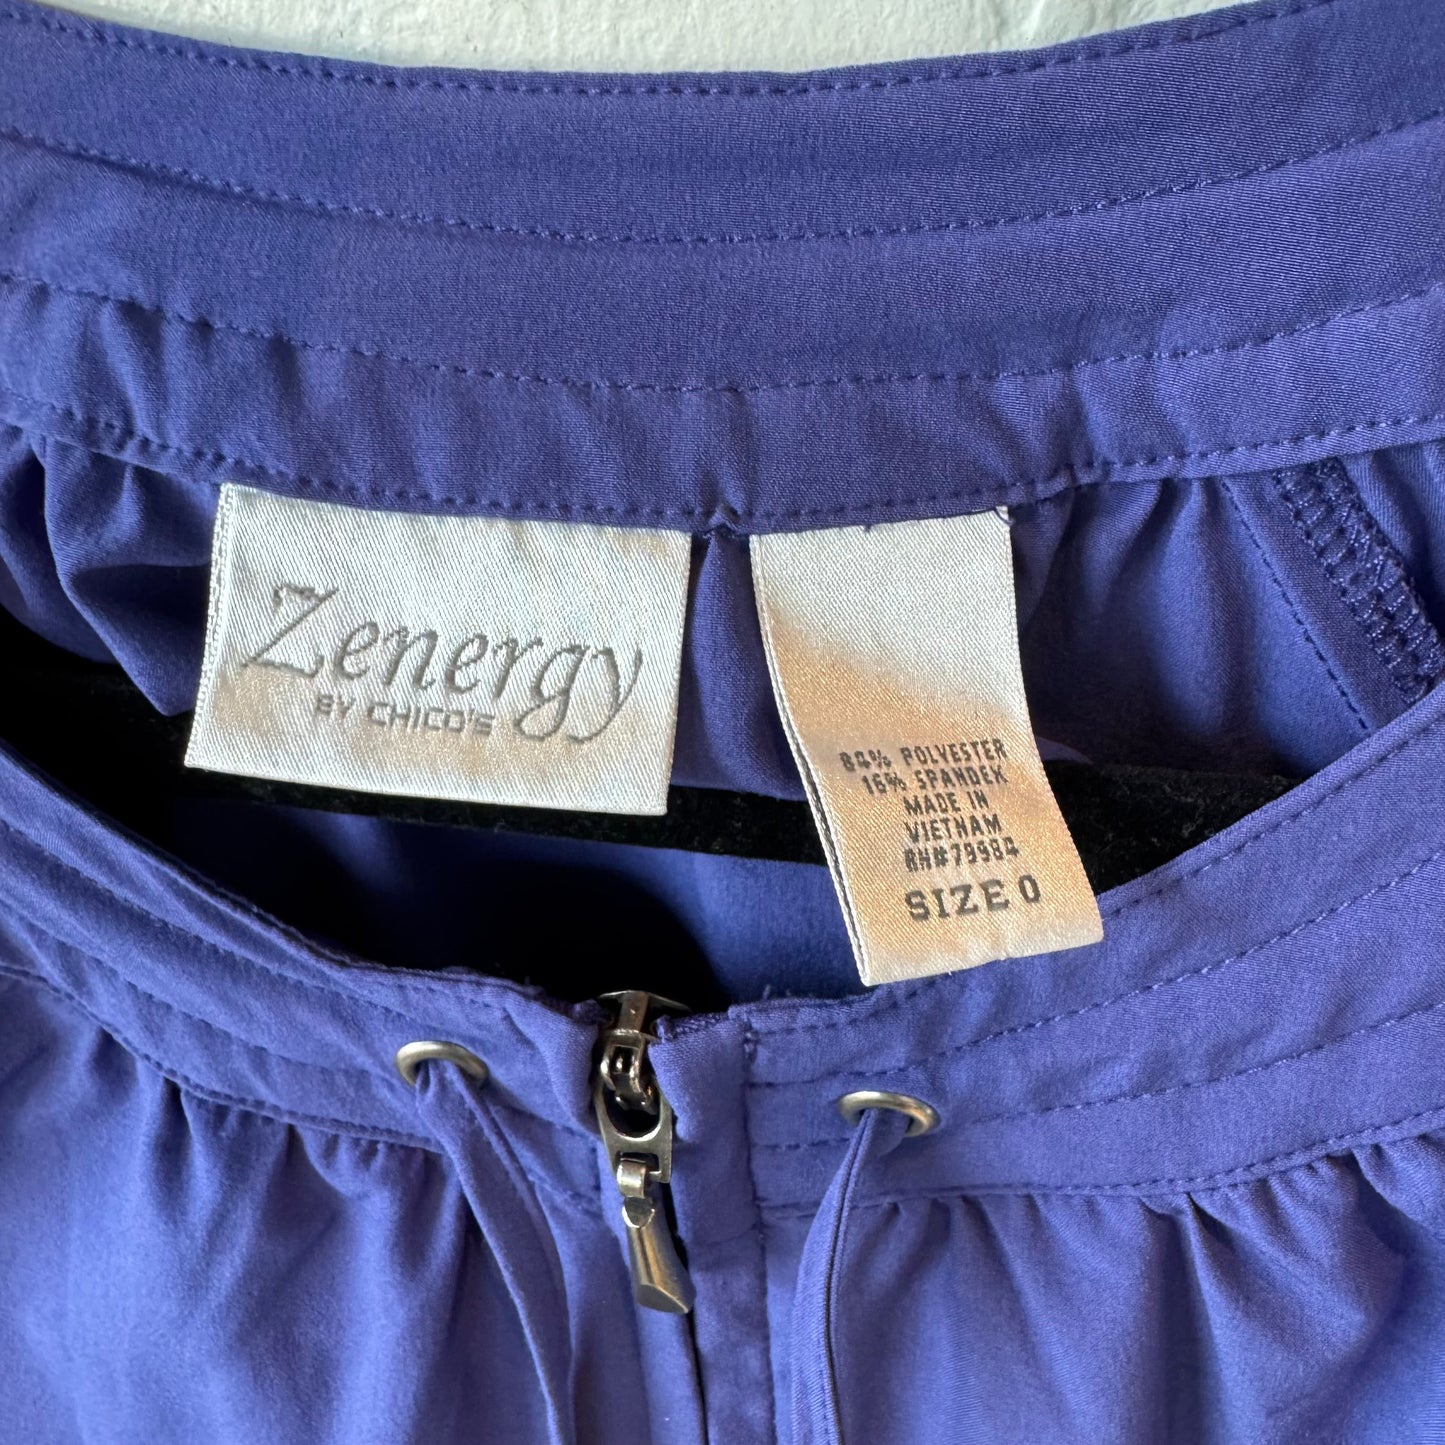 Zenergy
BY CHICO'S
84% POLYESTER
16% SPANDEX
MADE IN
VIETNAM
RN#79984
SIZE 0